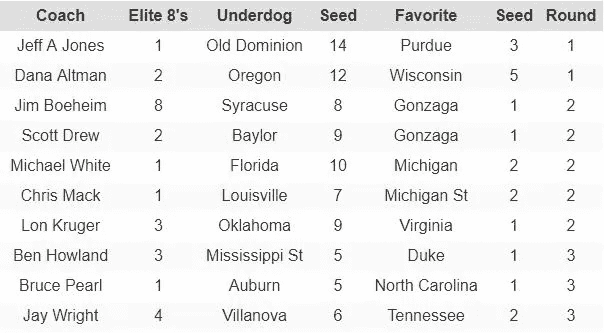 Coach Elite 8's Underdog Seed Favorite Seed Round
Jeff A Jones 1 Old Dominion 14 Purdue 3 1
Dana Altman 2 Oregon 12 Wisconsin 5 1
Jim Boeheim 8 Syracuse 8 Gonzaga 1 2
Scott Drew 2 Baylor 9 Gonzaga 1 2
Michael White 1 Florida 10 Michigan 2 2
Chris Mack 1 Louisville 7 Michigan St 2 2
Lon Kruger 3 Oklahoma 9 Virginia 1 2
Ben Howland 3 Mississippi St 5 Duke 1 3
Bruce Pearl 1 Auburn 5 North Carolina 1 3
Jay Wright 4 Villanova 6 Tennessee 2 3